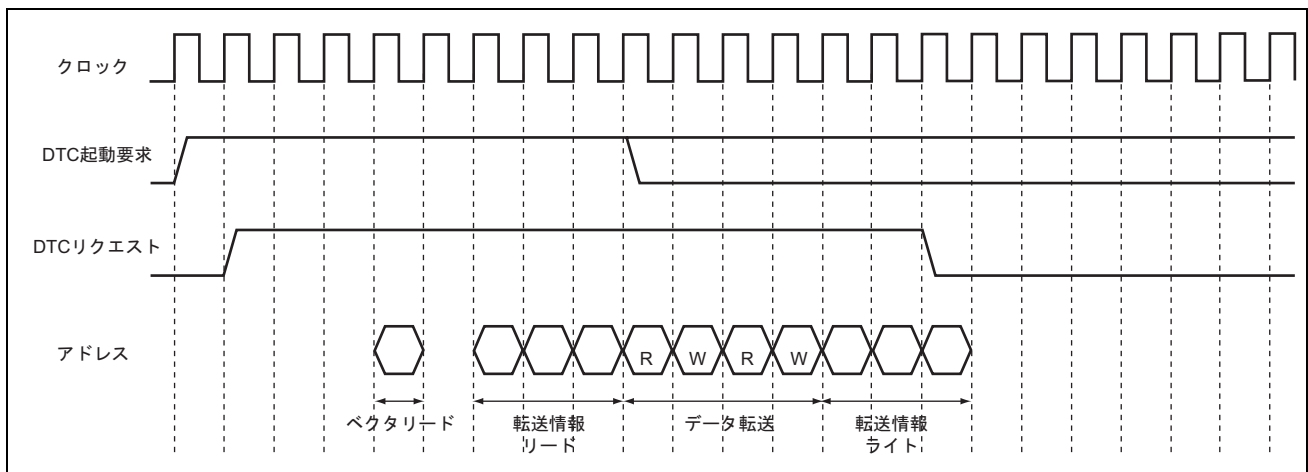 クロック
DTC起動要求
DTCリクエスト
アドレス
R W R W
ベクタリード
転送情報
リード
データ転送
転送情報
ライト